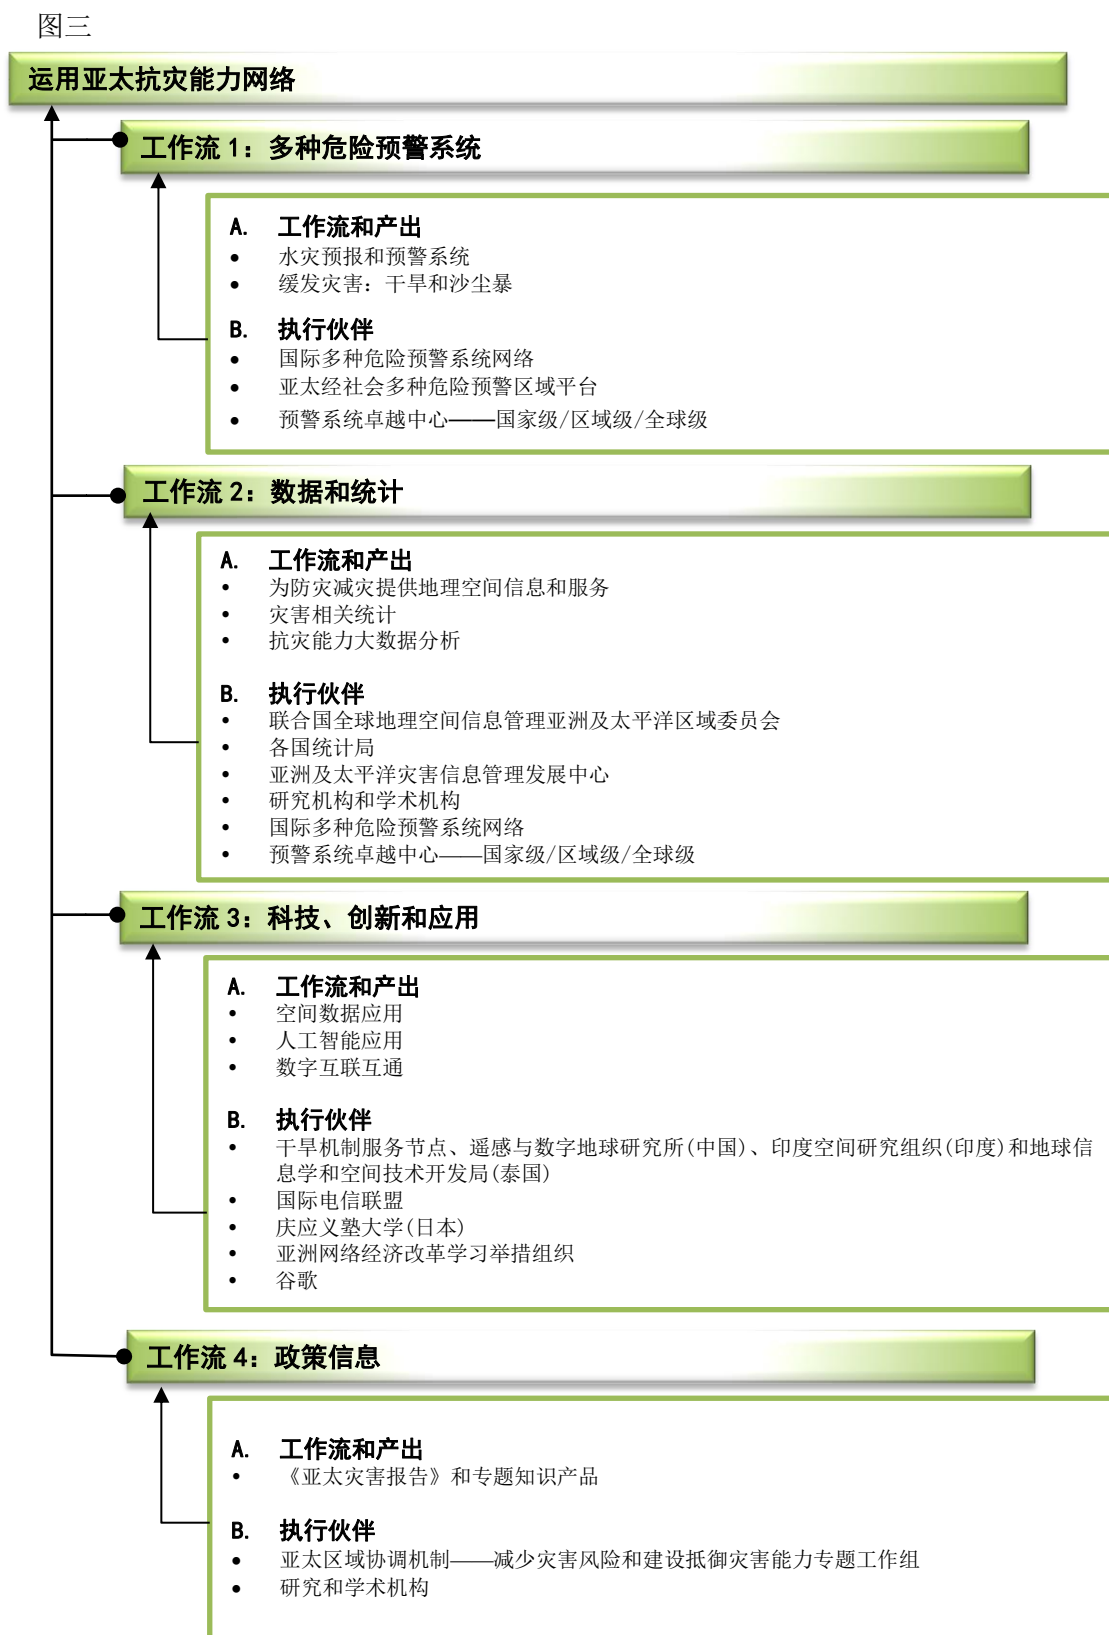 图三
运用亚太抗灾能力网络
工作流 1：多种危险预警系统
A. 工作流和产出
• 水灾预报和预警系统
• 缓发灾害：干旱和沙尘暴
B. 执行伙伴
• 国际多种危险预警系统网络
• 亚太经社会多种危险预警区域平台
• 预警系统卓越中心——国家级/区域级/全球级
工作流 2：数据和统计
A. 工作流和产出
• 为防灾减灾提供地理空间信息和服务
• 灾害相关统计
• 抗灾能力大数据分析
B. 执行伙伴
• 联合国全球地理空间信息管理亚洲及太平洋区域委员会
• 各国统计局
• 亚洲及太平洋灾害信息管理发展中心
• 研究机构和学术机构
• 国际多种危险预警系统网络
• 预警系统卓越中心——国家级/区域级/全球级
工作流 3：科技、创新和应用
A. 工作流和产出
• 空间数据应用
• 人工智能应用
• 数字互联互通
B. 执行伙伴
• 干旱机制服务节点、遥感与数字地球研究所(中国)、印度空间研究组织(印度)和地球信
息学和空间技术开发局(泰国)
• 国际电信联盟
• 庆应义塾大学(日本)
• 亚洲网络经济改革学习举措组织
• 谷歌
工作流 4：政策信息
A. 工作流和产出
• 《亚太灾害报告》和专题知识产品
B. 执行伙伴
• 亚太区域协调机制——减少灾害风险和建设抵御灾害能力专题工作组
• 研究和学术机构